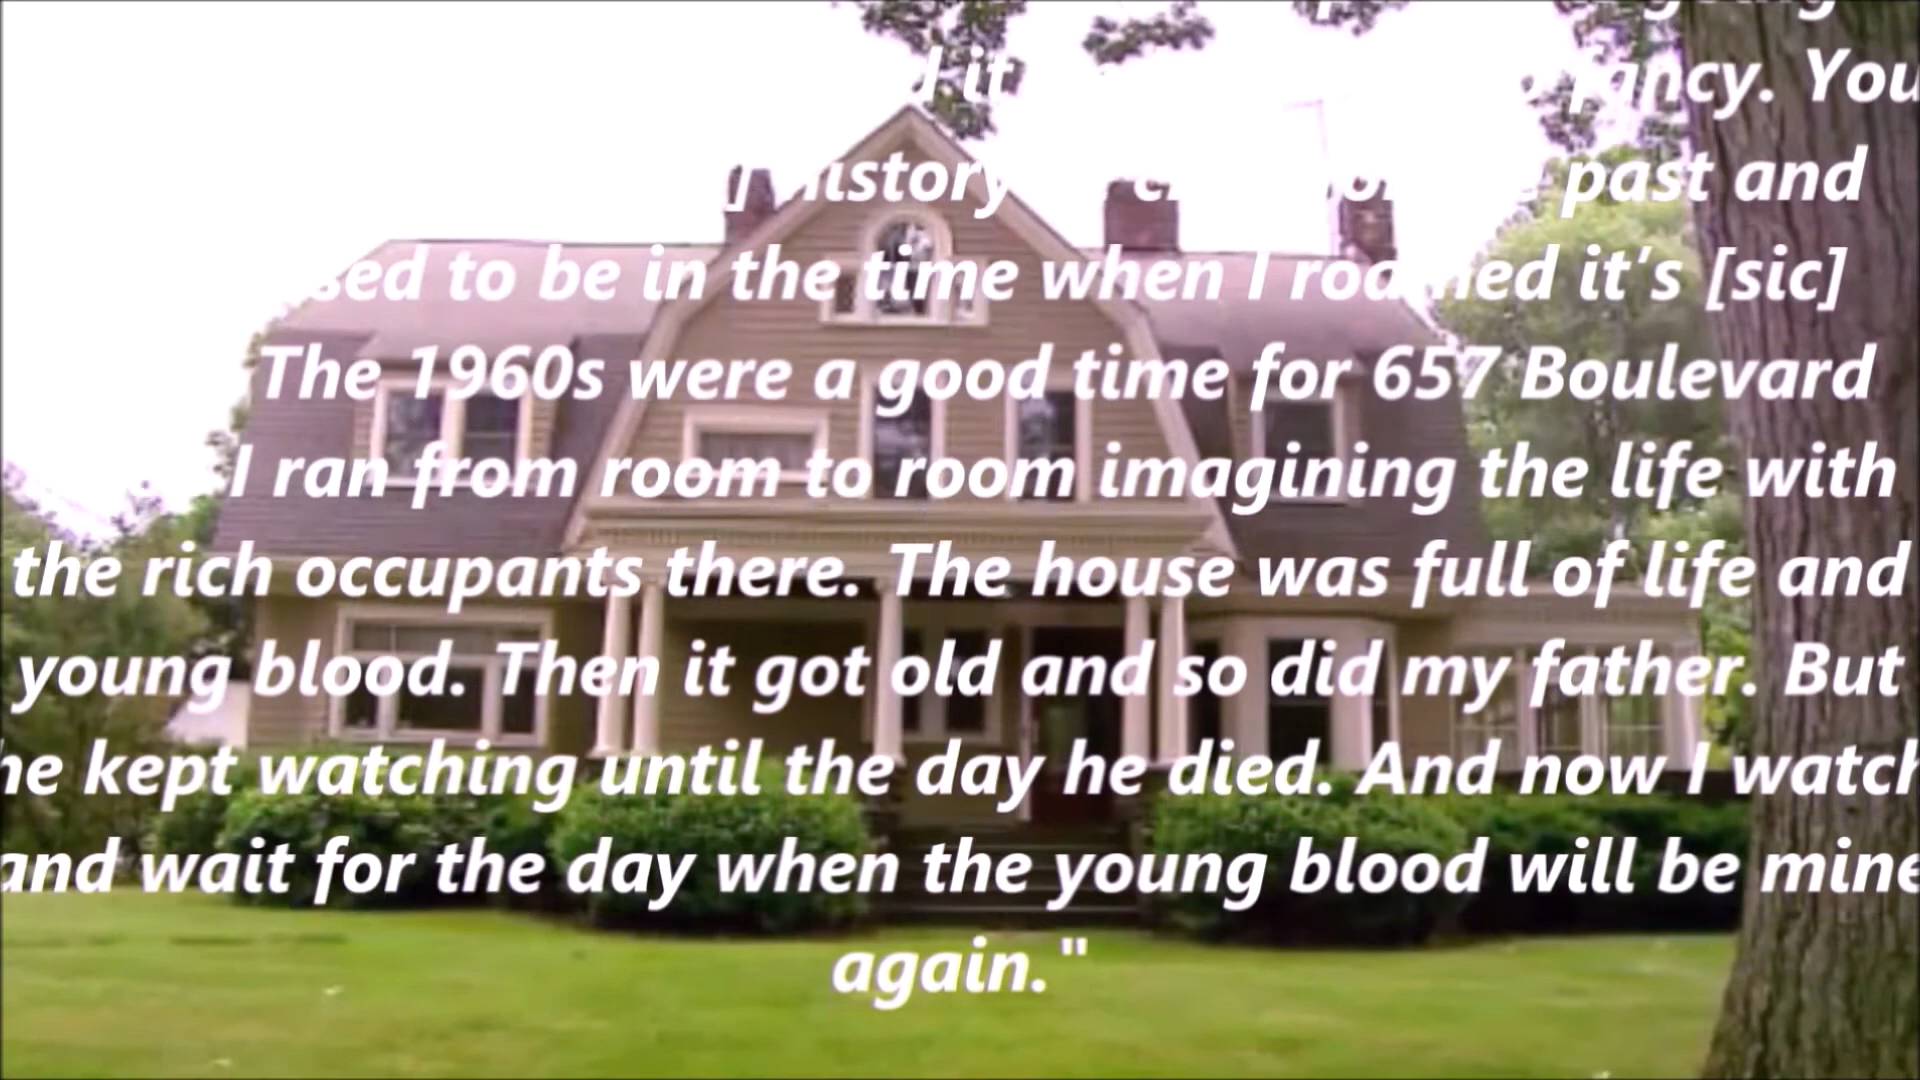 it fancy. You
history past and
used to be in the time when I roamed it's [sic]
The 1960s were a good time for 657 Boulevard
I ran from room to room imagining the life with
the rich occupants there. The house was full of life and
young blood. Then it got old and so did my father. But
he kept watching until the day he died. And now I watch
and wait for the day when the young blood will be mine
again."